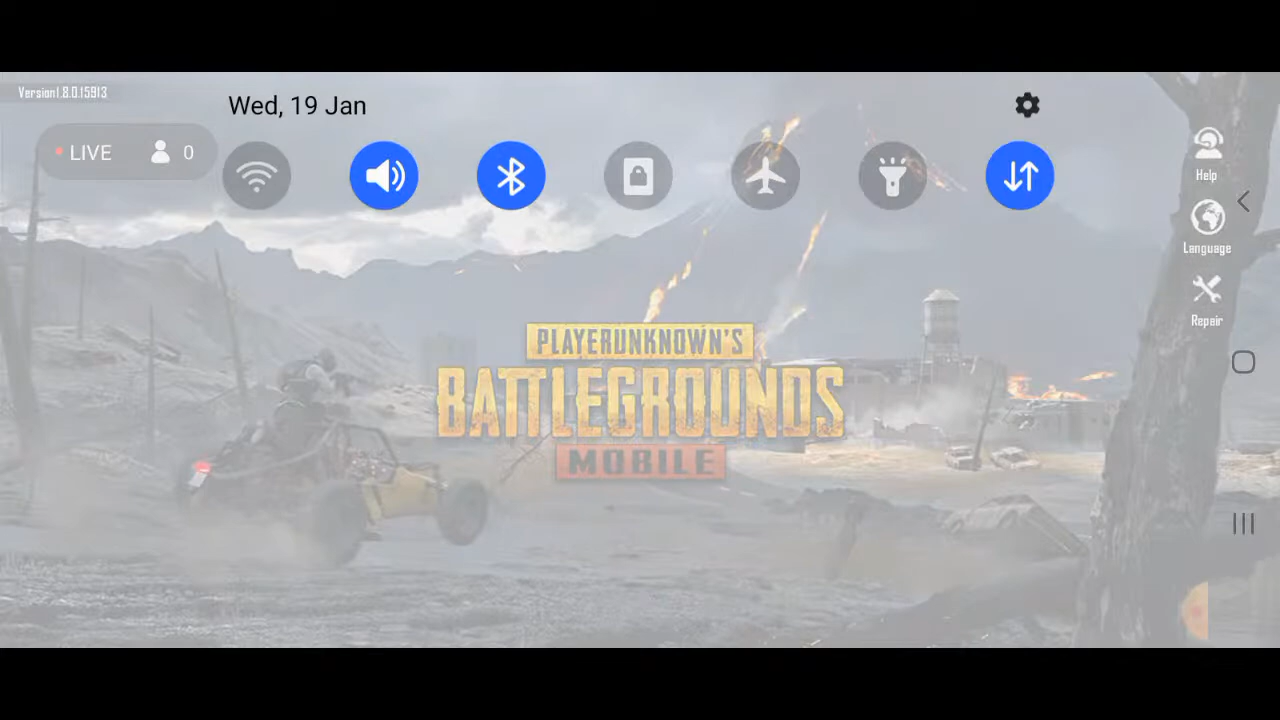 Version1.8.0.15913
Wed, 19 Jan
LIVE 0
Help
Language
Repair
PLAYERUNKNOWN'S
BATTLEGROUNDS
MOBILE